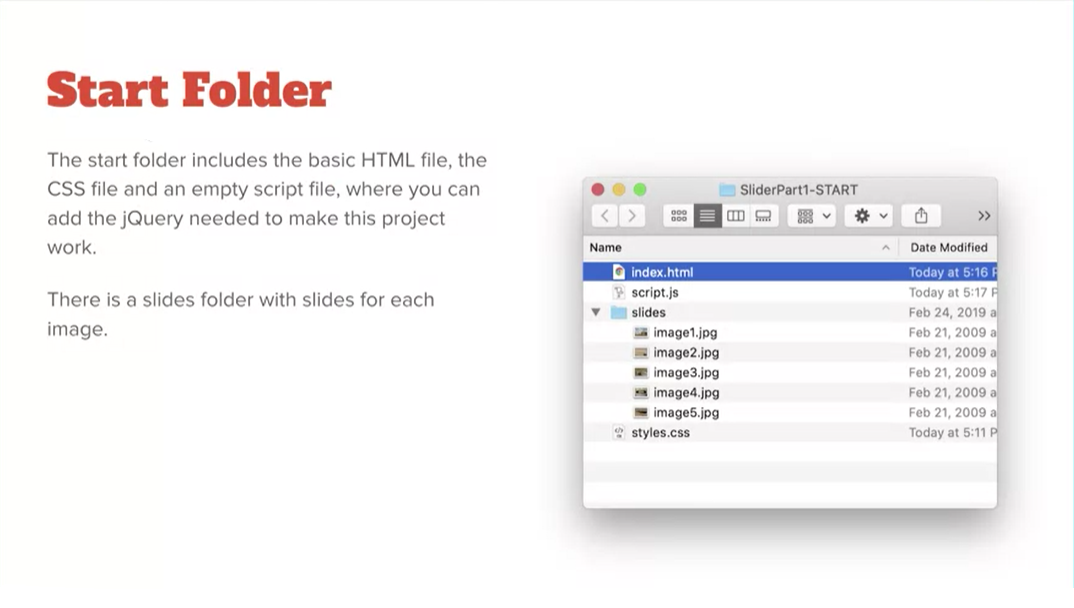 Start Folder
The start folder includes the basic HTML file, the
CSS file and an empty script file, where you can
add the jQuery needed to make this project
work.
There is a slides folder with slides for each
image.
SliderPart1-START
Name Date Modified
index.html Today at 5:16 P
script.js Today at 5:17 P
slides Feb 24, 2019 a
image1.jpg Feb 21, 2009 a
image2.jpg Feb 21, 2009 a
image3.jpg Feb 21, 2009 a
image4.jpg Feb 21, 2009 a
image5.jpg Feb 21, 2009 a
styles.css Today at 5:11 P